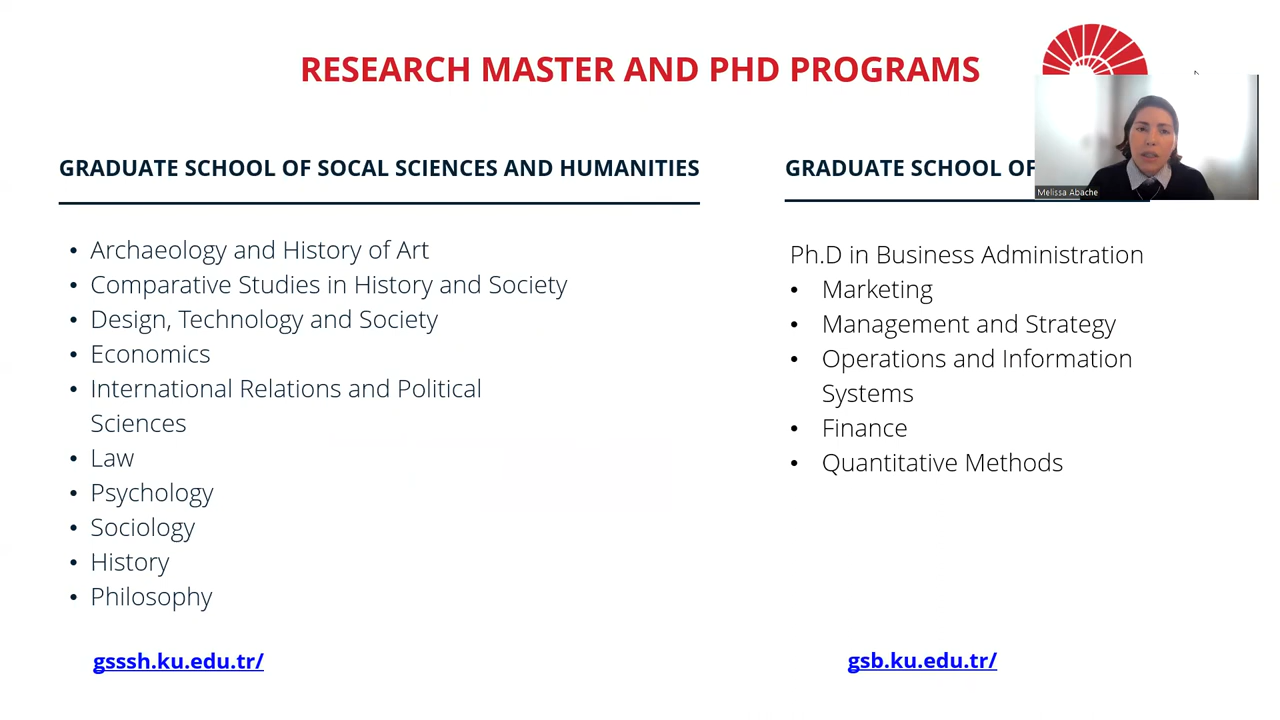 RESEARCH MASTER AND PHD PROGRAMS
GRADUATE SCHOOL OF SOCAL SCIENCES AND HUMANITIES
• Archaeology and History of Art
• Comparative Studies in History and Society
• Design, Technology and Society
• Economics
• International Relations and Political
Sciences
• Law
• Psychology
• Sociology
• History
• Philosophy
gsssh.ku.edu.tr/
GRADUATE SCHOOL OF
Melissa Abache
Ph.D in Business Administration
• Marketing
• Management and Strategy
• Operations and Information
Systems
• Finance
• Quantitative Methods
gsb.ku.edu.tr/